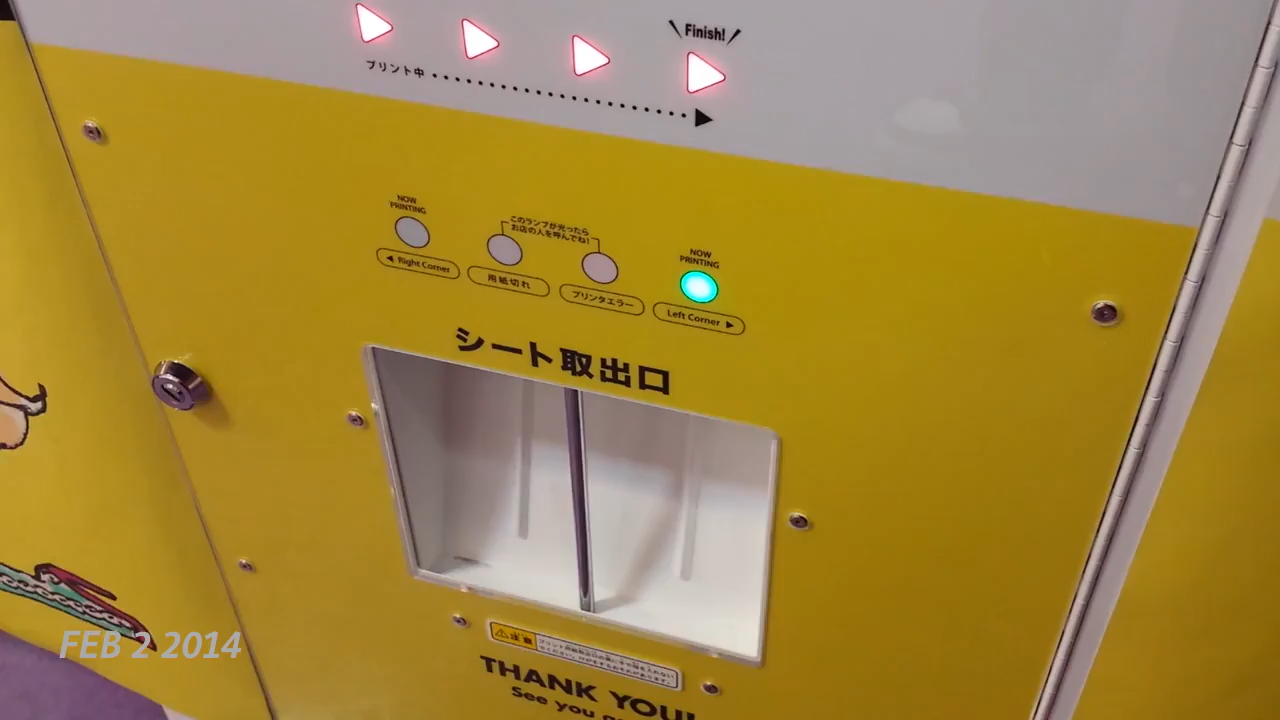 Finish!
プリント中
NOW
PRINTING
このランプが光ったら
お店の人を呼んでね!
NOW
PRINTING
◀ Right Corner
用紙切れ
プリンタエラー
Left Corner ▶
シート取出口
⚠注意
THANK YOU!
See you
FEB 2 2014